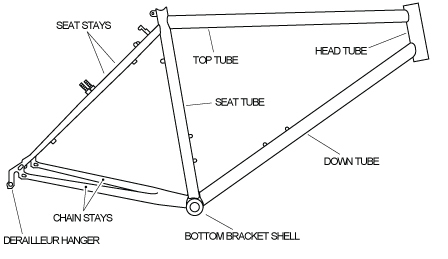 SEAT STAYS
TOP TUBE
HEAD TUBE
SEAT TUBE
DOWN TUBE
CHAIN STAYS
DERAILLEUR HANGER
BOTTOM BRACKET SHELL